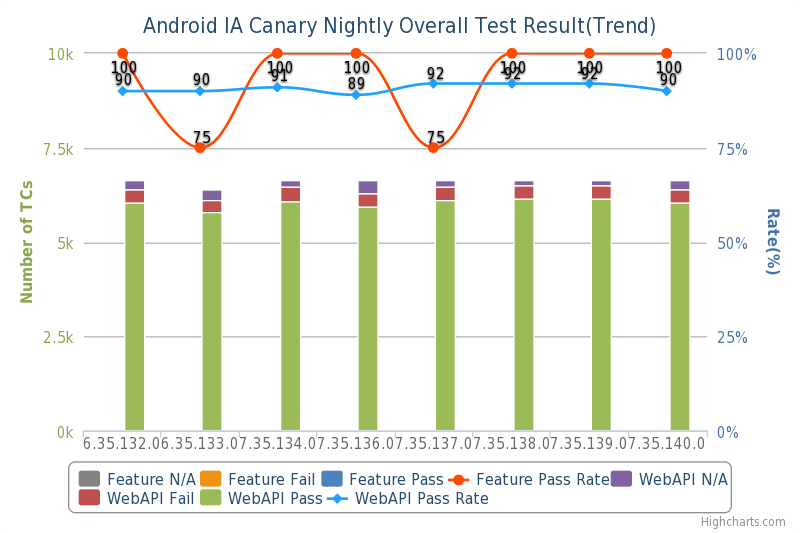 Android IA Canary Nightly Overall Test Result(Trend)
10k
7.5k
5k
2.5k
0k
Number of TCs
100%
75%
50%
25%
0%
Rate(%)
100 75 100 100 75 100 100 100
90 90 91 89 92 92 92 90
6.35.132.0 6.35.133.0 7.35.134.0 7.35.136.0 7.35.137.0 7.35.138.0 7.35.139.0 7.35.140.0
Feature N/A Feature Fail Feature Pass Feature Pass Rate WebAPI N/A
WebAPI Fail WebAPI Pass WebAPI Pass Rate
Highcharts.com